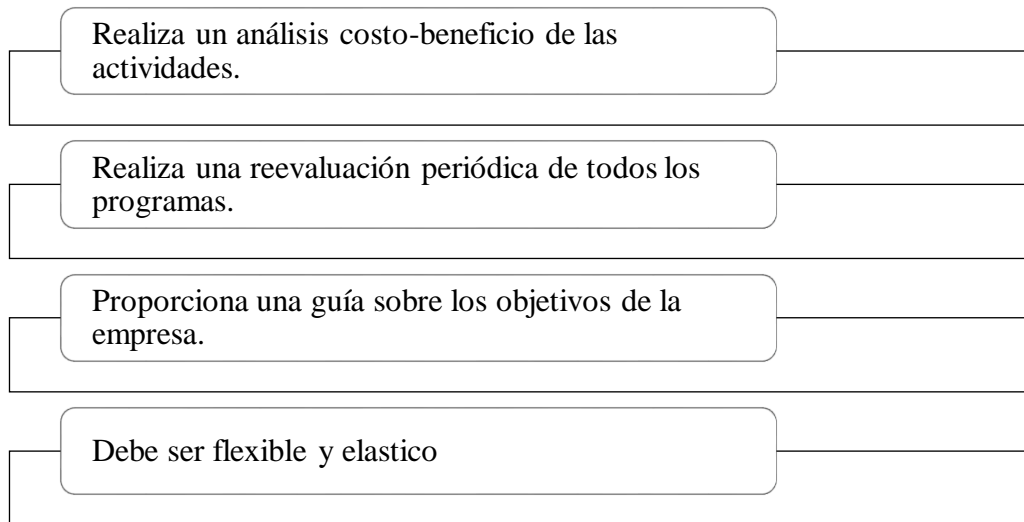 Realiza un análisis costo-beneficio de las
actividades.
Realiza una reevaluación periódica de todos los
programas.
Proporciona una guía sobre los objetivos de la
empresa.
Debe ser flexible y elastico